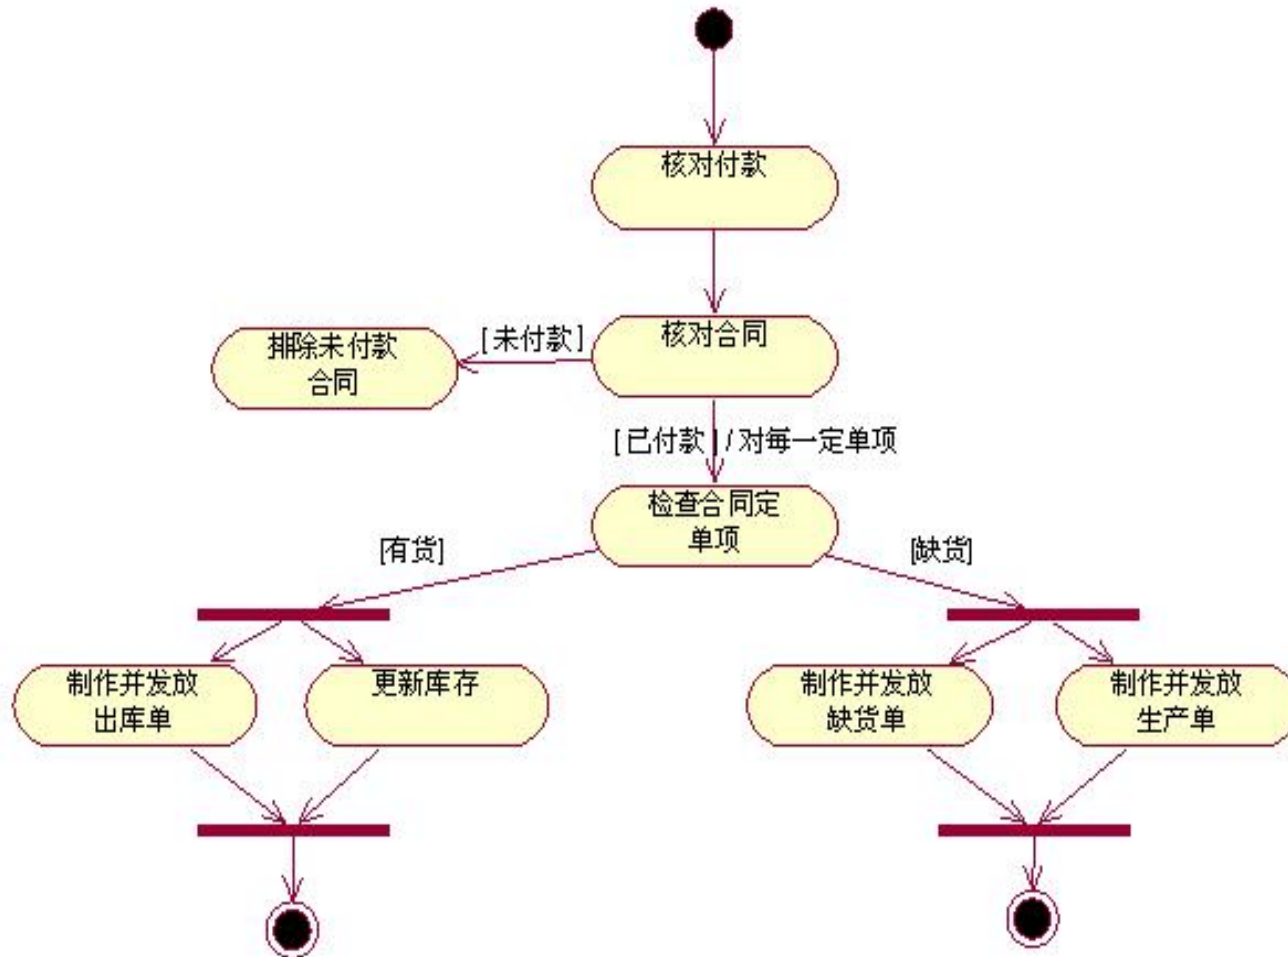 核对付款
核对合同
[未付款]
排除未付款
合同
[已付款]/对每一定单项
检查合同定
单项
[有货]
[缺货]
制作并发放
出库单
更新库存
制作并发放
缺货单
制作并发放
生产单